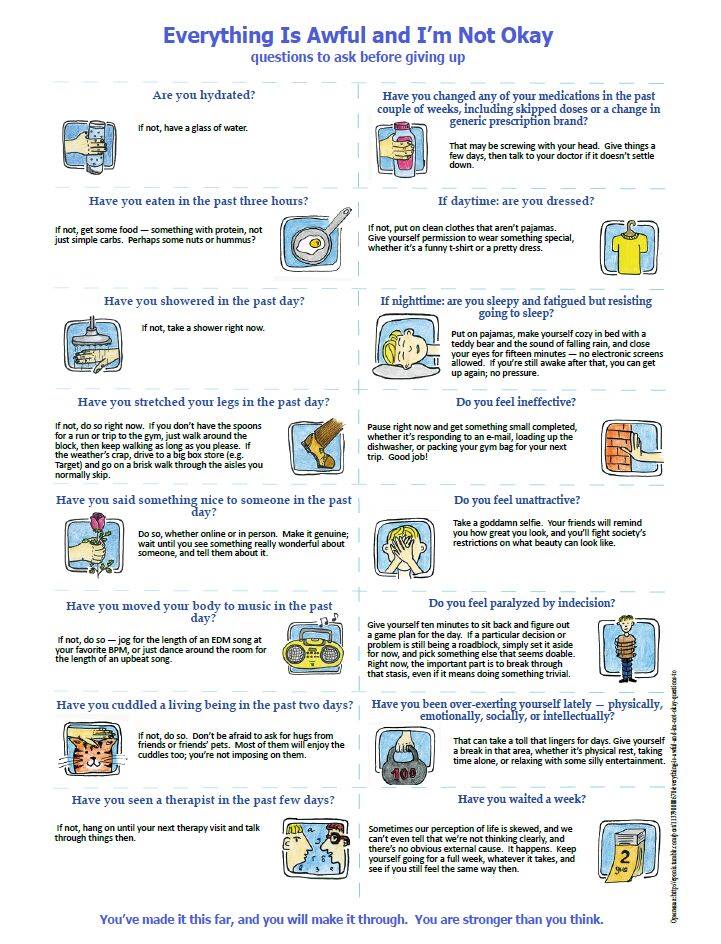 Everything Is Awful and I'm Not Okay
questions to ask before giving up
Are you hydrated?
If not, have a glass of water.
Have you changed any of your medications in the past
couple of weeks, including skipped doses or a change in
generic prescription brand?
That may be screwing with your head. Give things a
few days, then talk to your doctor if it doesn't settle
down.
Have you eaten in the past three hours?
If not, get some food — something with protein, not
just simple carbs. Perhaps some nuts or hummus?
If daytime: are you dressed?
If not, put on clean clothes that aren't pajamas.
Give yourself permission to wear something special,
whether it's a funny t-shirt or a pretty dress.
Have you showered in the past day?
If not, take a shower right now.
If nighttime: are you sleepy and fatigued but resisting
going to sleep?
Put on pajamas, make yourself cozy in bed with a
teddy bear and the sound of falling rain, and close
your eyes for fifteen minutes — no electronic screens
allowed. If you're still awake after that, you can get
up again; no pressure.
Have you stretched your legs in the past day?
If not, do so right now. If you don't have the spoons
for a run or trip to the gym, just walk around the
block, then keep walking as long as you please. If
the weather's crap, drive to a big box store (e.g.
Target) and go on a brisk walk through the aisles you
normally skip.
Do you feel ineffective?
Pause right now and get something small completed,
whether it's responding to an e-mail, loading up the
dishwasher, or packing your gym bag for your next
trip. Good job!
Have you said something nice to someone in the past
day?
Do so, whether online or in person. Make it genuine;
wait until you see something really wonderful about
someone, and tell them about it.
Do you feel unattractive?
Take a goddamn selfie. Your friends will remind
you how great you look, and you'll fight society's
restrictions on what beauty can look like.
Have you moved your body to music in the past
day?
If not, do so — jog for the length of an EDM song at
your favorite BPM, or just dance around the room for
the length of an upbeat song.
Do you feel paralyzed by indecision?
Give yourself ten minutes to sit back and figure out
a game plan for the day. If a particular decision or
problem is still being a roadblock, simply set it aside
for now, and pick something else that seems doable.
Right now, the important part is to break through
that stasis, even if it means doing something trivial.
Have you cuddled a living being in the past two days?
If not, do so. Don't be afraid to ask for hugs from
friends or friends' pets. Most of them will enjoy the
cuddles too; you're not imposing on them.
Have you been over-exerting yourself lately — physically,
emotionally, socially, or intellectually?
That can take a toll that lingers for days. Give yourself
a break in that area, whether it's physical rest, taking
time alone, or relaxing with some silly entertainment.
100
Have you seen a therapist in the past few days?
If not, hang on until your next therapy visit and talk
through things then.
Have you waited a week?
Sometimes our perception of life is skewed, and we
can't even tell that we're not thinking clearly, and
there's no obvious external cause. It happens. Keep
yourself going for a full week, whatever it takes, and
see if you still feel the same way then.
2
You've made it this far, and you will make it through. You are stronger than you think.